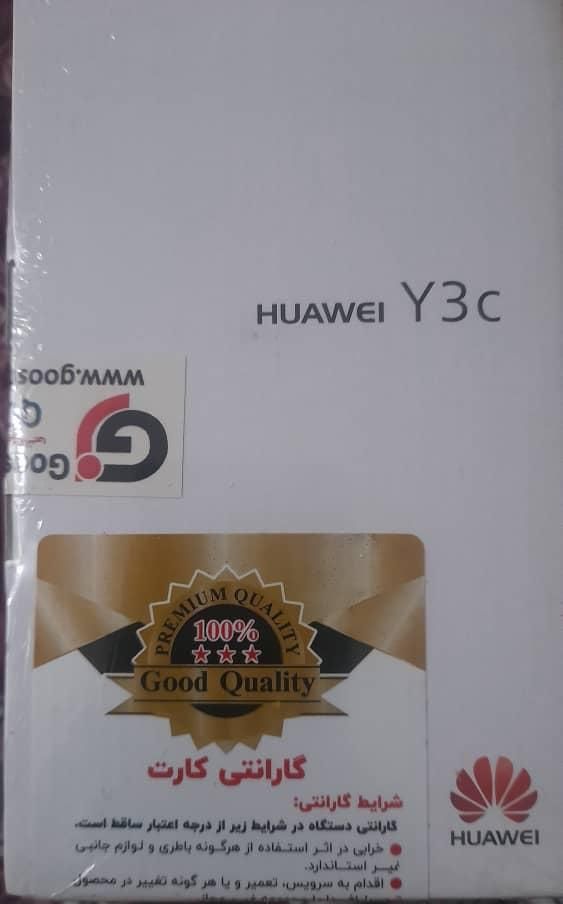 HUAWEI Y3c
www.goos
Goos
PREMIUM QUALITY
100%
Good Quality
گارانتی کارت
شرایط گارانتی:
گارانتی دستگاه در شرایط زیر از درجه اعتبار ساقط است.
خرابی در اثر استفاده از هرگونه باطری و لوازم جانبی
غیر استاندارد.
اقدام به سرویس، تعمیر و یا هر گونه تغییر در محصول
HUAWEI